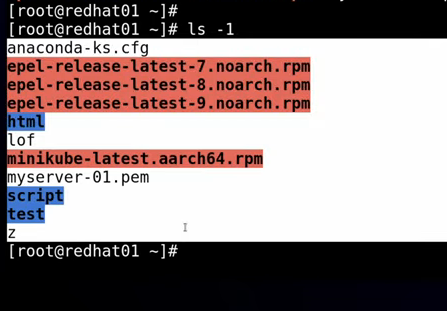 [root@redhat01 ~]#
[root@redhat01 ~]# ls -1
anaconda-ks.cfg
epel-release-latest-7.noarch.rpm
epel-release-latest-8.noarch.rpm
epel-release-latest-9.noarch.rpm
html
lof
minikube-latest.aarch64.rpm
myserver-01.pem
script
test
z
[root@redhat01 ~]#